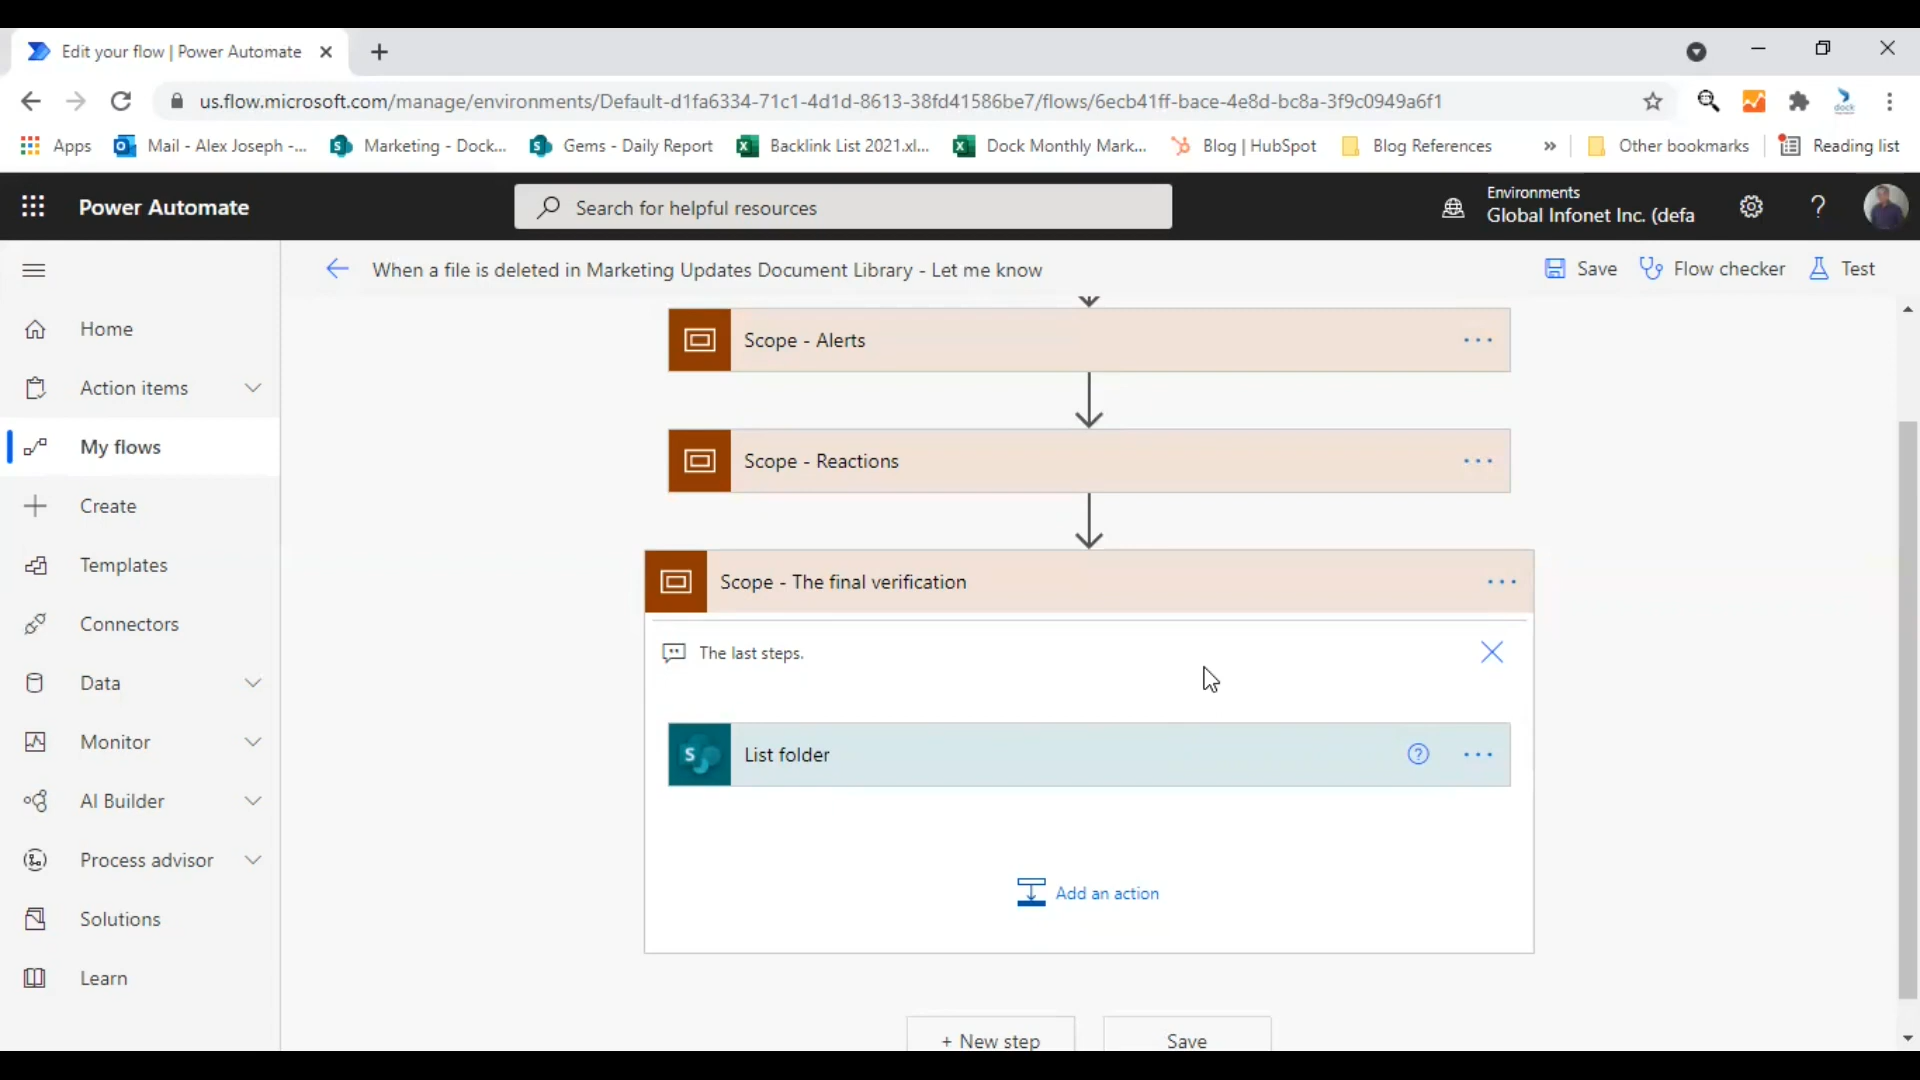 Edit your flow | Power Automate
us.flow.microsoft.com/manage/environments/Default-d1fa6334-71c1-4d1d-8613-38fd41586be7/flows/6ecb41ff-bace-4e8d-bc8a-3f9c0949a6f1
dock
Apps
Mail - Alex Joseph -...
Marketing - Dock...
Gems - Daily Report
Backlink List 2021.xl...
Dock Monthly Mark...
Blog | HubSpot
Blog References
»
Other bookmarks
Reading list
Power Automate
Search for helpful resources
Environments
Global Infonet Inc. (defa
When a file is deleted in Marketing Updates Document Library - Let me know
Save
Flow checker
Test
Home
Action items
My flows
Create
Templates
Connectors
Data
Monitor
AI Builder
Process advisor
Solutions
Learn
Scope - Alerts
Scope - Reactions
Scope - The final verification
The last steps.
List folder
Add an action
+ New step
Save